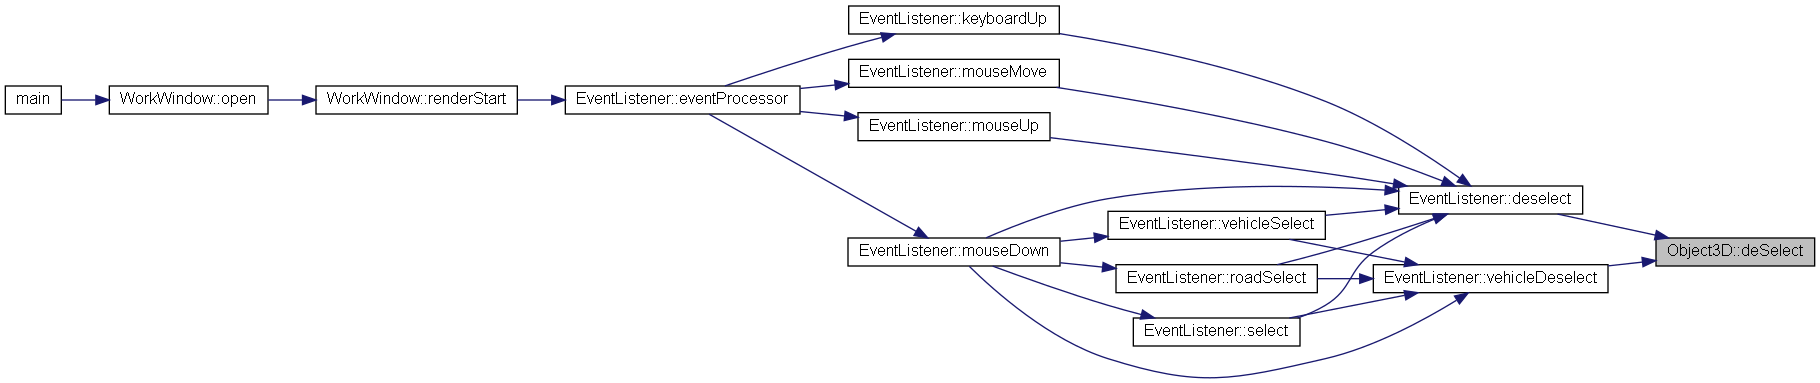 main
WorkWindow::open
WorkWindow::renderStart
EventListener::eventProcessor
EventListener::keyboardUp
EventListener::mouseMove
EventListener::mouseUp
EventListener::mouseDown
EventListener::vehicleSelect
EventListener::roadSelect
EventListener::select
EventListener::deselect
EventListener::vehicleDeselect
Object3D::deSelect